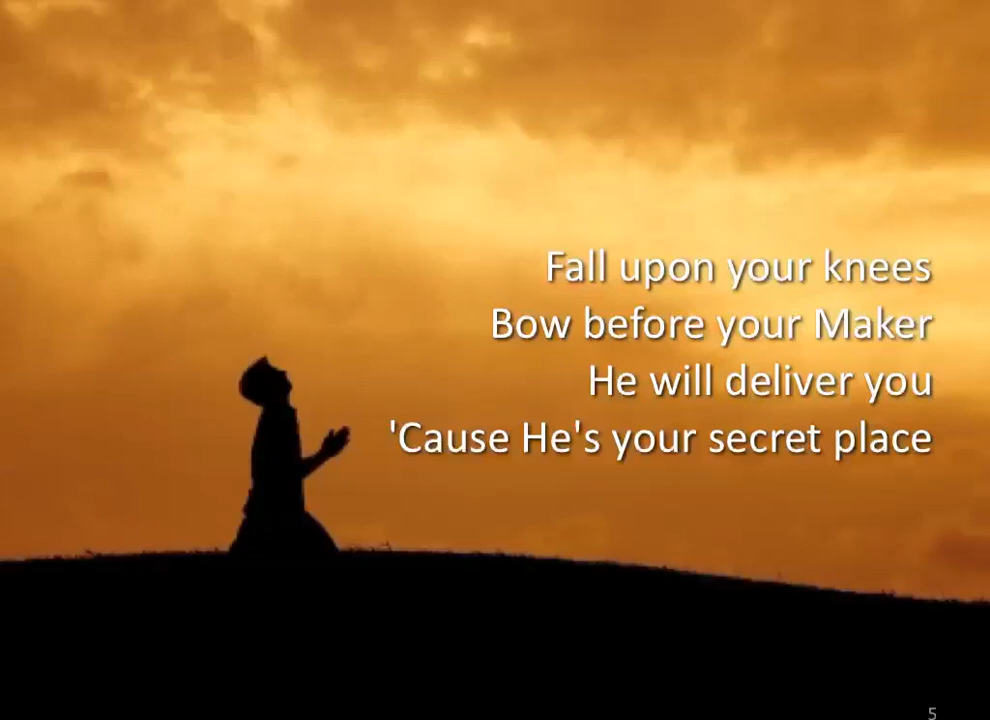 Fall upon your knees
Bow before your Maker
He will deliver you
'Cause He's your secret place
5